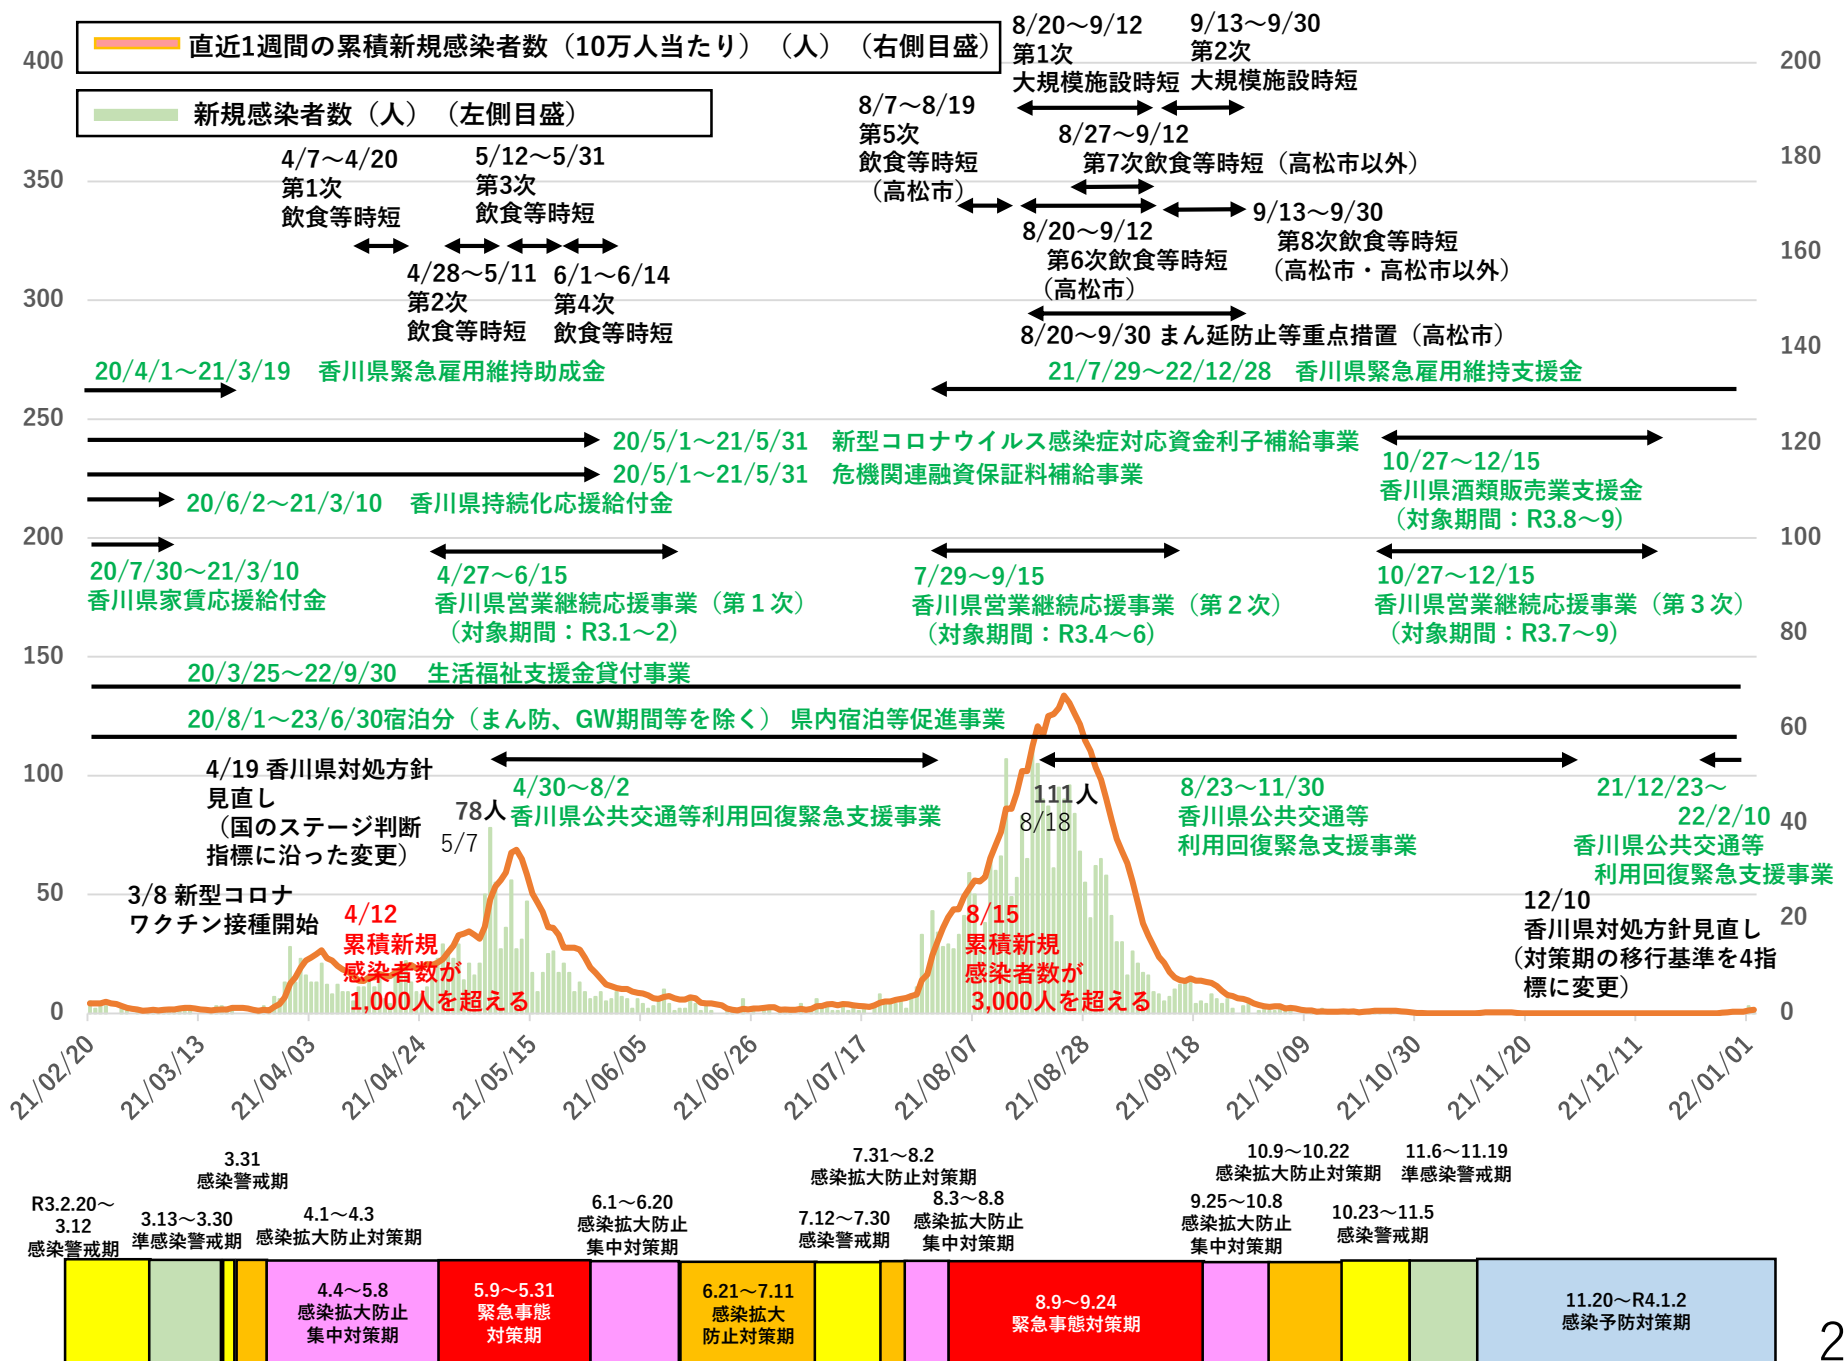 直近1週間の累積新規感染者数（10万人当たり）（人）（右側目盛）
新規感染者数（人）（左側目盛）
400
350
300
250
200
150
100
50
0
200
180
160
140
120
100
80
60
40
20
0
4/7～4/20
第1次
飲食等時短
5/12～5/31
第3次
飲食等時短
4/28～5/11
第2次
飲食等時短
6/1～6/14
第4次
飲食等時短
8/7～8/19
第5次
飲食等時短
（高松市）
8/20～9/12
第1次
大規模施設時短
9/13～9/30
第2次
大規模施設時短
8/27～9/12
第7次飲食等時短（高松市以外）
8/20～9/12
第6次飲食等時短
（高松市）
9/13～9/30
第8次飲食等時短
（高松市・高松市以外）
8/20～9/30 まん延防止等重点措置（高松市）
20/4/1～21/3/19 香川県緊急雇用維持助成金
21/7/29～22/12/28 香川県緊急雇用維持支援金
20/5/1～21/5/31 新型コロナウイルス感染症対応資金利子補給事業
20/5/1～21/5/31 危機関連融資保証料補給事業
20/6/2～21/3/10 香川県持続化応援給付金
10/27～12/15
香川県酒類販売業支援金
（対象期間：R3.8～9）
20/7/30～21/3/10
香川県家賃応援給付金
4/27～6/15
香川県営業継続応援事業（第１次）
（対象期間：R3.1～2）
7/29～9/15
香川県営業継続応援事業（第２次）
（対象期間：R3.4～6）
10/27～12/15
香川県営業継続応援事業（第３次）
（対象期間：R3.7～9）
20/3/25～22/9/30 生活福祉支援金貸付事業
20/8/1～23/6/30宿泊分（まん防、GW期間等を除く） 県内宿泊等促進事業
4/19 香川県対処方針
見直し
（国のステージ判断
指標に沿った変更）
3/8 新型コロナ
ワクチン接種開始
78人
5/7
4/30～8/2
香川県公共交通等利用回復緊急支援事業
111人
8/18
8/23～11/30
香川県公共交通等
利用回復緊急支援事業
21/12/23～
22/2/10
香川県公共交通等
利用回復緊急支援事業
4/12
累積新規
感染者数が
1,000人を超える
8/15
累積新規
感染者数が
3,000人を超える
12/10
香川県対処方針見直し
（対策期の移行基準を4指
標に変更）
21/02/20
21/03/13
21/04/03
21/04/24
21/05/15
21/06/05
21/06/26
21/07/17
21/08/07
21/08/28
21/09/18
21/10/09
21/10/30
21/11/20
21/12/11
22/01/01
R3.2.20～
3.12
感染警戒期
3.13～3.30
準感染警戒期
3.31
感染警戒期
4.1～4.3
感染拡大防止対策期
4.4～5.8
感染拡大防止
集中対策期
5.9～5.31
緊急事態
対策期
6.1～6.20
感染拡大防止
集中対策期
6.21～7.11
感染拡大
防止対策期
7.12～7.30
感染警戒期
7.31～8.2
感染拡大防止対策期
8.3～8.8
感染拡大防止
集中対策期
8.9～9.24
緊急事態対策期
9.25～10.8
感染拡大防止
集中対策期
10.9～10.22
感染拡大防止対策期
10.23～11.5
感染警戒期
11.6～11.19
準感染警戒期
11.20～R4.1.2
感染予防対策期
2